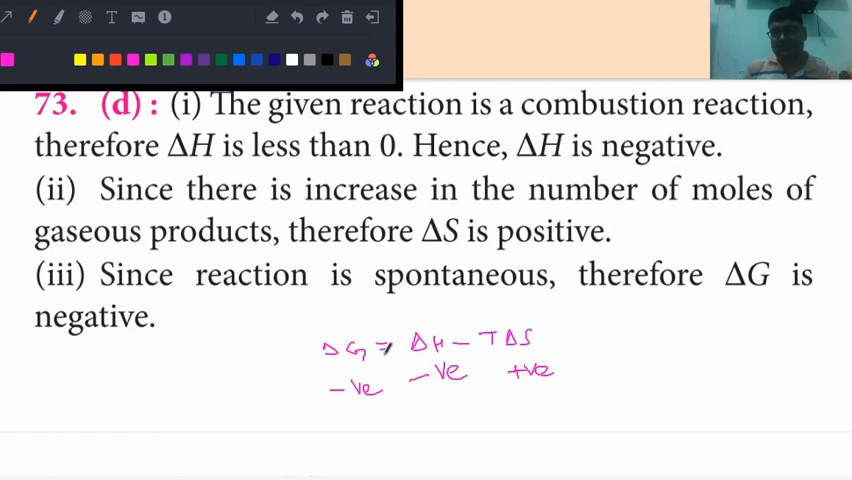 T 1
73. (d) : (i) The given reaction is a combustion reaction,
therefore ΔH is less than 0. Hence, ΔH is negative.
(ii) Since there is increase in the number of moles of
gaseous products, therefore ΔS is positive.
(iii) Since reaction is spontaneous, therefore ΔG is
negative.
ΔG = ΔH - TΔS
-ve -ve +ve